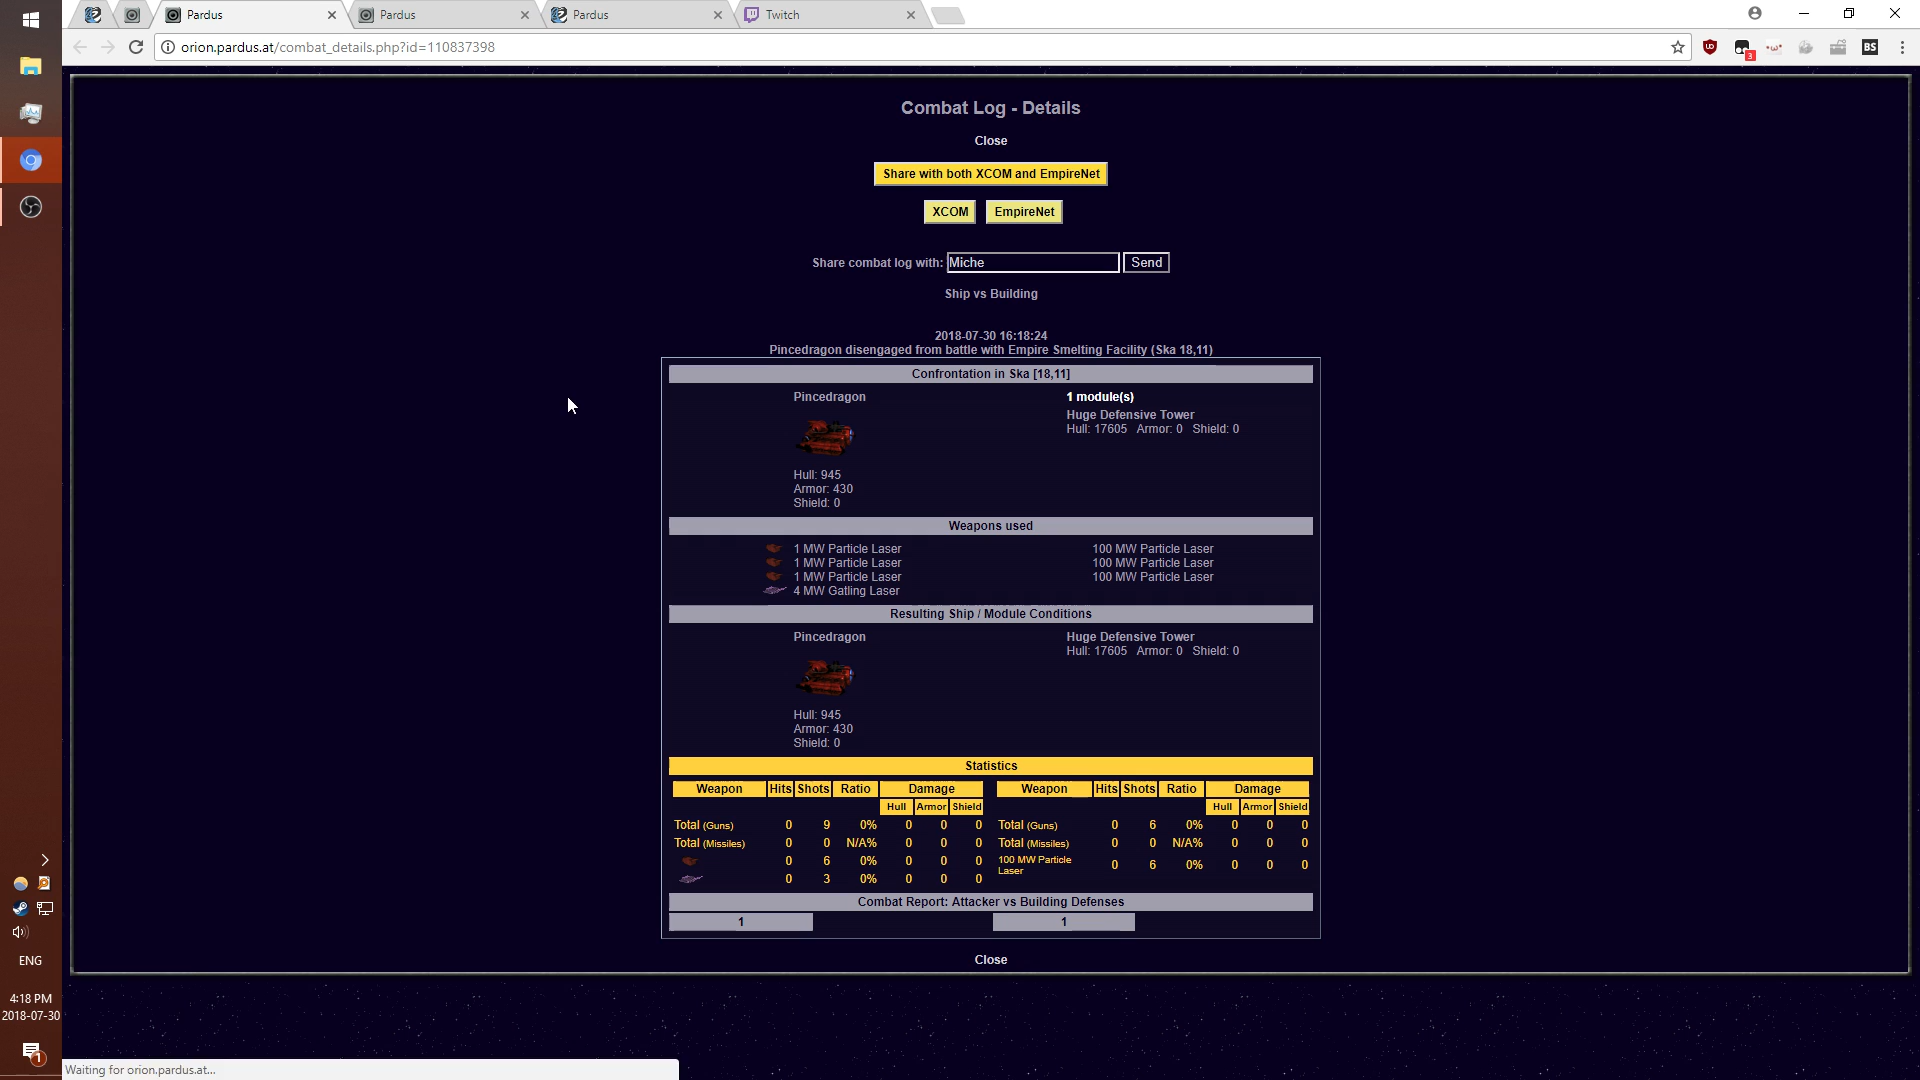 Pardus
Pardus
Pardus
Twitch
orion.pardus.at/combat_details.php?id=110837398
3
BS
Combat Log - Details
Close
Share with both XCOM and EmpireNet
XCOM EmpireNet
Share combat log with: Miche Send
Ship vs Building
2018-07-30 16:18:24
Pincedragon disengaged from battle with Empire Smelting Facility (Ska 18,11)
Confrontation in Ska [18,11]
Pincedragon
Hull: 945
Armor: 430
Shield: 0
1 module(s)
Huge Defensive Tower
Hull: 17605 Armor: 0 Shield: 0
Weapons used
1 MW Particle Laser 100 MW Particle Laser
1 MW Particle Laser 100 MW Particle Laser
1 MW Particle Laser 100 MW Particle Laser
4 MW Gatling Laser
Resulting Ship / Module Conditions
Pincedragon
Hull: 945
Armor: 430
Shield: 0
Huge Defensive Tower
Hull: 17605 Armor: 0 Shield: 0
Statistics
Weapon Hits Shots Ratio Damage
Hull Armor Shield
Total (Guns) 0 9 0% 0 0 0
Total (Missiles) 0 0 N/A% 0 0 0
0 6 0% 0 0 0
0 3 0% 0 0 0
Weapon Hits Shots Ratio Damage
Hull Armor Shield
Total (Guns) 0 6 0% 0 0 0
Total (Missiles) 0 0 N/A% 0 0 0
100 MW Particle
Laser 0 6 0% 0 0 0
Combat Report: Attacker vs Building Defenses
1 1
Close
ENG
4:18 PM
2018-07-30
1
Waiting for orion.pardus.at...